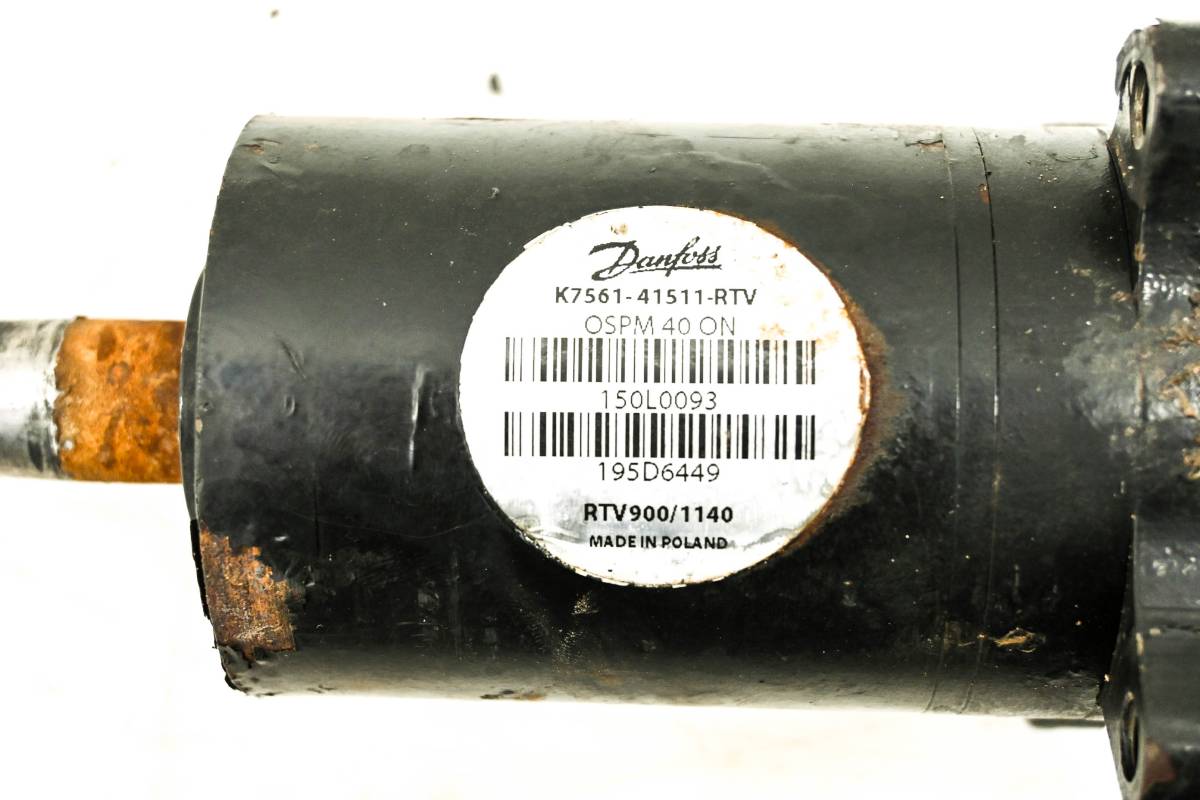 Danfoss
K7561-41511-RTV
OSPM 40 ON
150L0093
195D6449
RTV900/1140
MADE IN POLAND